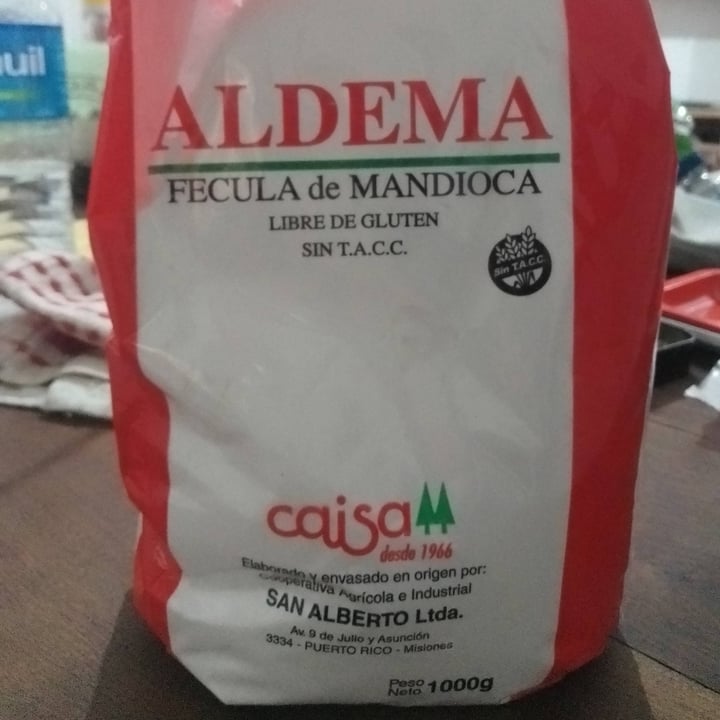 uil
ALDEMA
FECULA de MANDIOCA
LIBRE DE GLUTEN
SIN T.A.C.C.
Sin T.A.C.C.
caisa
desde 1966
Elaborado y envasado en origen por:
Cooperativa Agrícola e Industrial
SAN ALBERTO Ltda.
Av. 9 de Julio y Asunción
3334 - PUERTO RICO - Misiones
Peso Neto 1000g